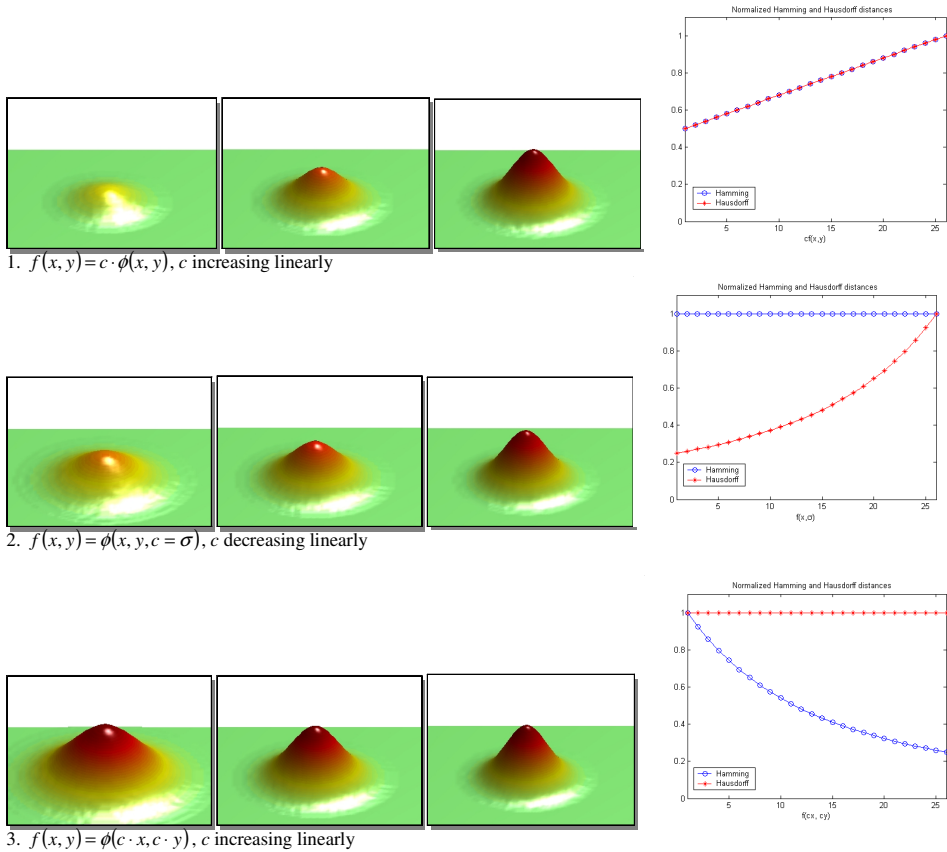 Normalized Hamming and Hausdorff distances
1
0.8
0.6
0.4
0.2
0
Hamming
Hausdorff
5 10 15 20 25
cf(x,y)
1. f(x, y) = c · ϕ(x, y), c increasing linearly
Normalized Hamming and Hausdorff distances
1
0.8
0.6
0.4
0.2
0
Hamming
Hausdorff
5 10 15 20 25
f(x,σ)
2. f(x, y) = ϕ(x, y, c = σ), c decreasing linearly
Normalized Hamming and Hausdorff distances
1
0.8
0.6
0.4
0.2
0
Hamming
Hausdorff
5 10 15 20 25
f(cx, cy)
3. f(x, y) = ϕ(c · x, c · y), c increasing linearly